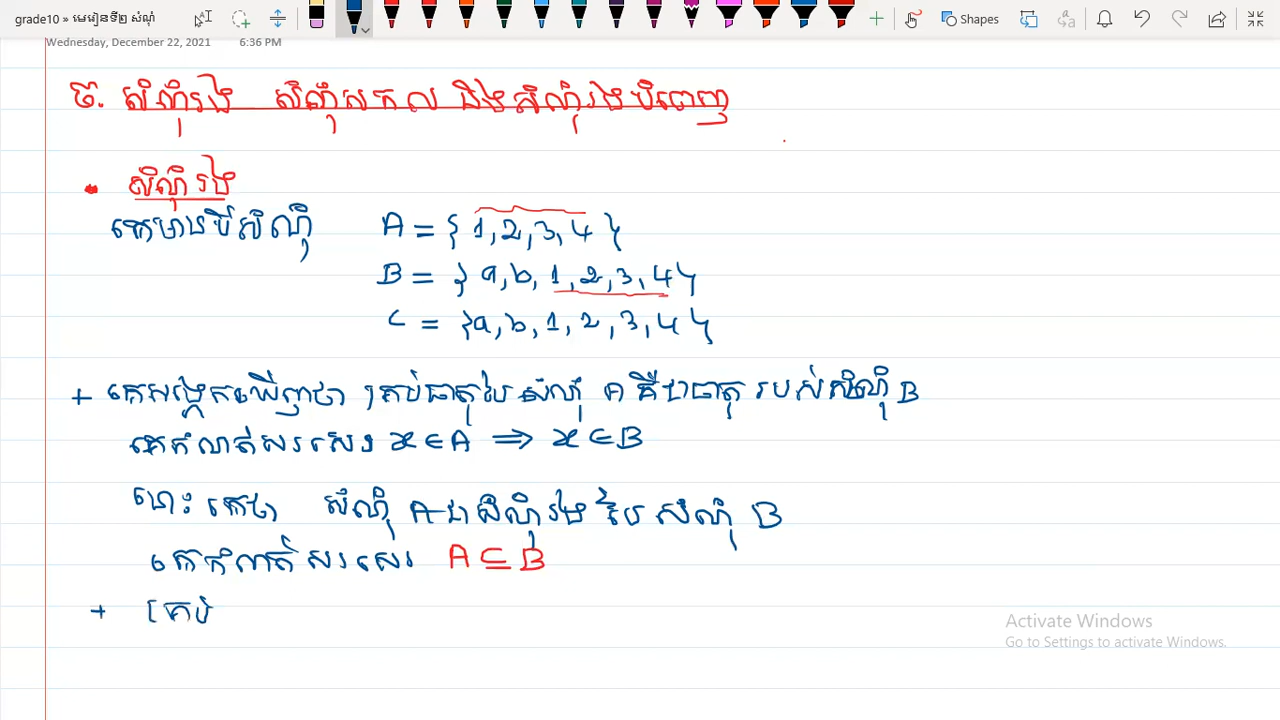 grade10 » មេរៀនទី២ សំណុំ
Shapes
Wednesday, December 22, 2021 6:36 PM
៥. សំណុំរង សំណុំសកល និងសំណុំរងបំពេញ
• សំណុំរង
គេមានបីសំណុំ A = {1,2,3,4}
B = {a,b,1,2,3,4}
C = {a,b,1,2,3,4}
+ គេសង្កេតឃើញថា គ្រប់ធាតុនៃសំណុំ A គឺជាធាតុ របស់សំណុំ B
គេកំណត់សរសេរ x ∈ A ⟹ x ∈ B
នោះ គេថា សំណុំ A ជាសំណុំរង នៃ សំណុំ B
គេកំណត់សរសេរ A ⊆ B
+ គ្រប់
Activate Windows
Go to Settings to activate Windows.